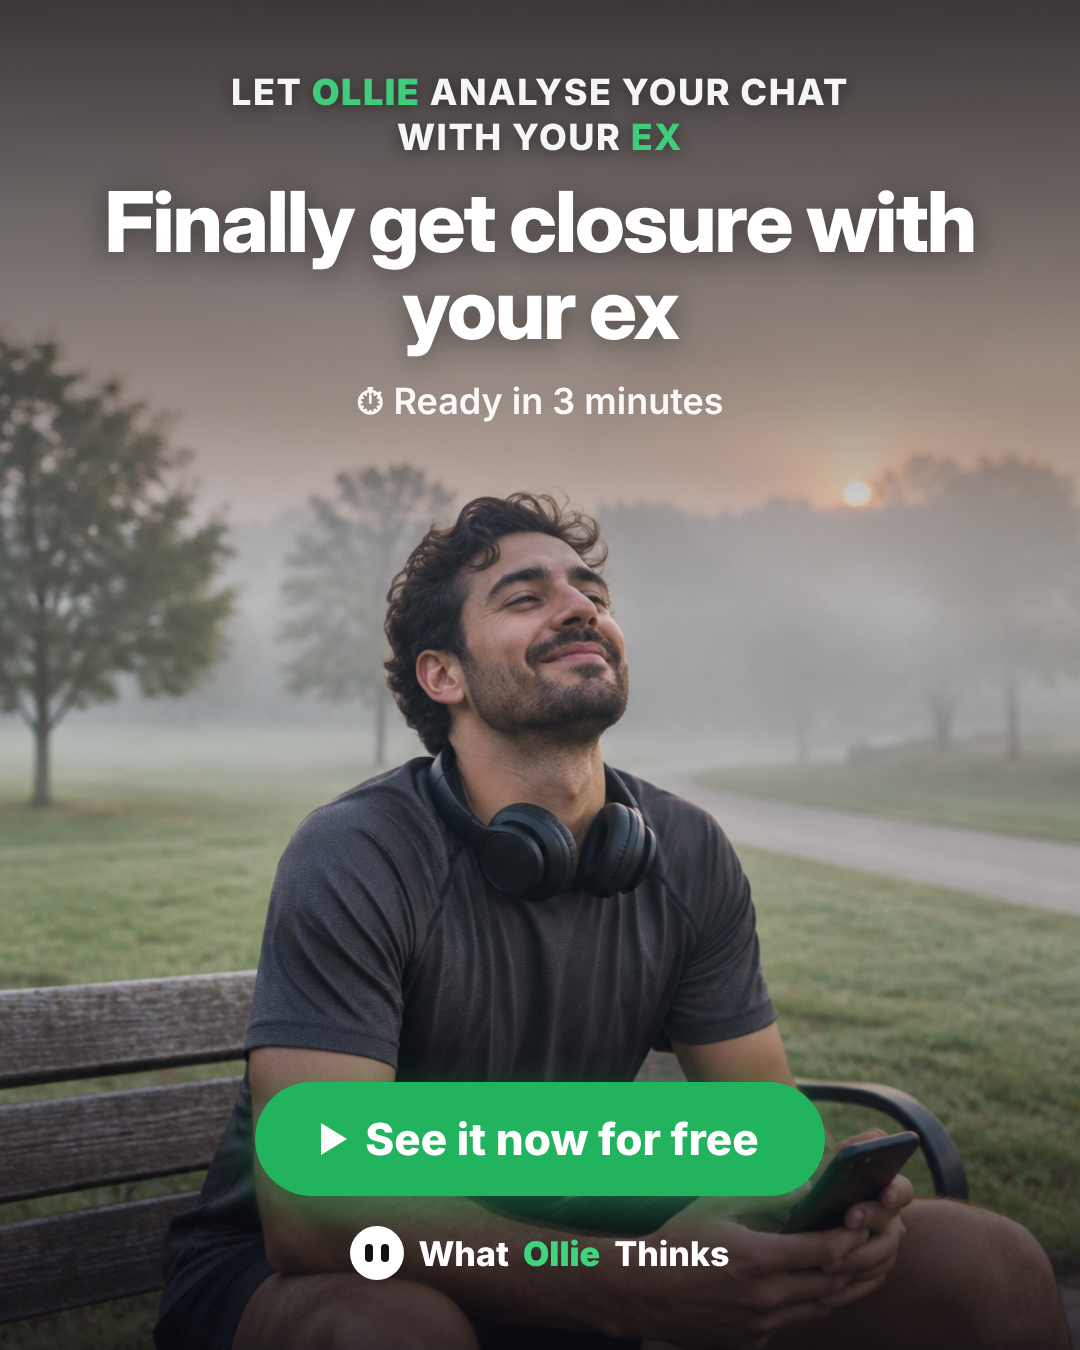 LET OLLIE ANALYSE YOUR CHAT
WITH YOUR EX
Finally get closure with
your ex
⏱ Ready in 3 minutes
▶ See it now for free
What Ollie Thinks